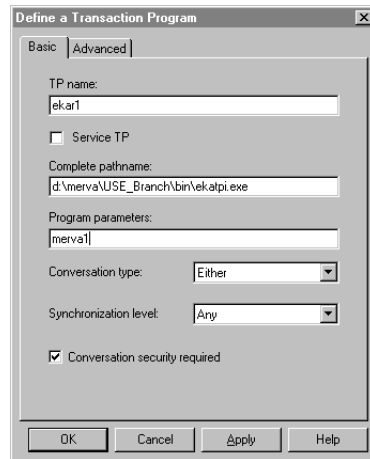 Define a Transaction Program
Basic Advanced
TP name:
ekar1
Service TP
Complete pathname:
d:\merva\USE_Branch\bin\ekatpi.exe
Program parameters:
merva1
Conversation type: Either
Synchronization level: Any
Conversation security required
OK Cancel Apply Help